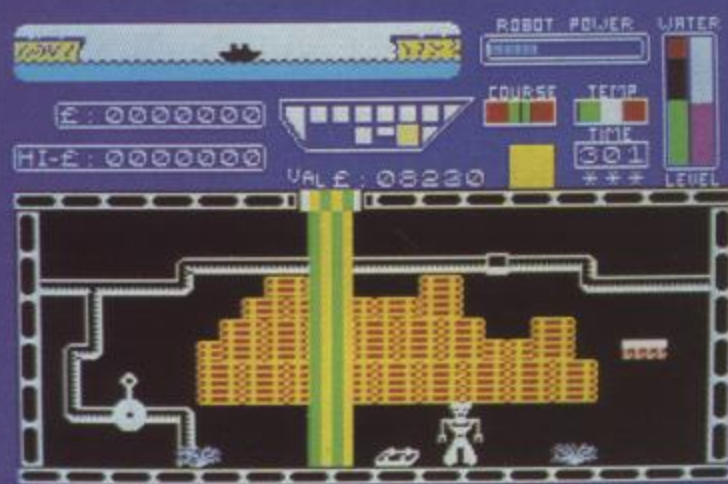 ROBOT POWER
WATER
COURSE
TEMP
£:0000000
TIME
301
HI-£:0000000
VAL £:08230
***
LEVEL